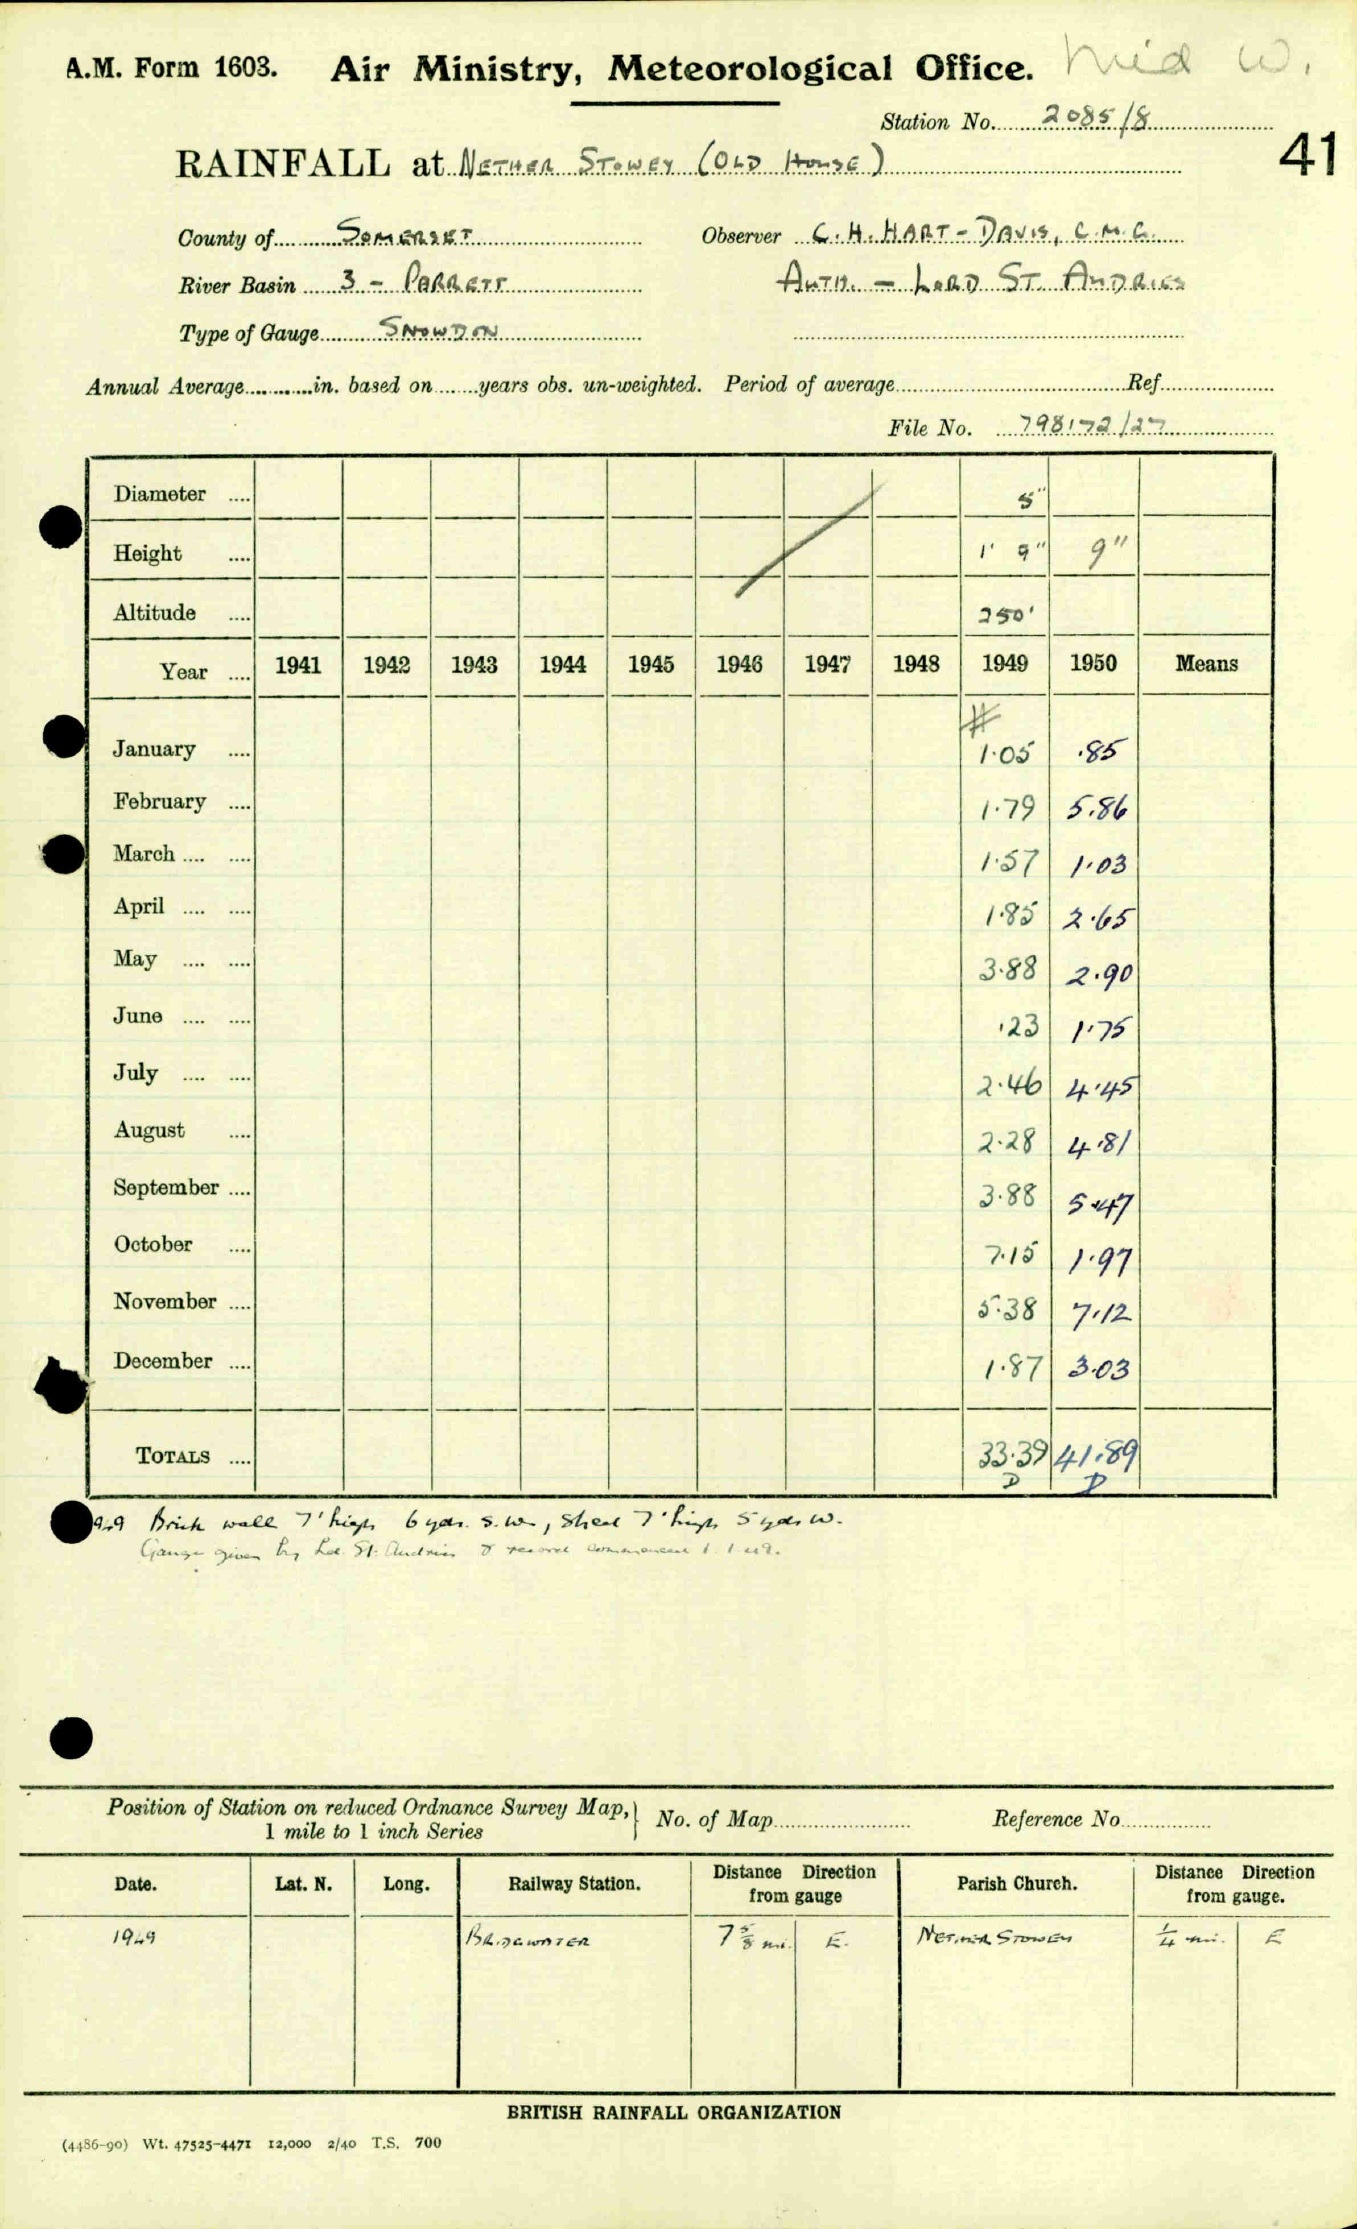 A.M. Form 1603. Air Ministry, Meteorological Office. Mid W.
Station No. 2085/8
41
RAINFALL at NETHER STOWEY (OLD HOUSE)
County of SOMERSET Observer C. H. HART-DAVIS, C.M.G.
River Basin 3 - PARRETT AUTH. - LORD ST. AUDRIES
Type of Gauge SNOWDON
Annual Average in. based on years obs. un-weighted. Period of average Ref.
File No. 798172/27
Diameter 5"
Height 1' 9" 9"
Altitude 250'
Year 1941 1942 1943 1944 1945 1946 1947 1948 1949 1950 Means
#
January 1.05 .85
February 1.79 5.86
March 1.57 1.03
April 1.85 2.65
May 3.88 2.90
June .23 1.75
July 2.46 4.45
August 2.28 4.81
September 3.88 5.47
October 7.15 1.97
November 5.38 7.12
December 1.87 3.03
TOTALS 33.39 41.89
D D
Brick wall 7' high 6 yds. S.W., shed 7' high 5 yds W.
Gauge given by Ld. St. Audries & record commenced 1.1.49.
Position of Station on reduced Ordnance Survey Map, 1 mile to 1 inch Series } No. of Map Reference No.
Date. Lat. N. Long. Railway Station. Distance Direction from gauge Parish Church. Distance Direction from gauge.
1949 BRIDGWATER 7 5/8 mi. E. NETHER STOWEY 1/4 mi. E
BRITISH RAINFALL ORGANIZATION
(4486-90) Wt. 47525-4471 12,000 2/40 T.S. 700